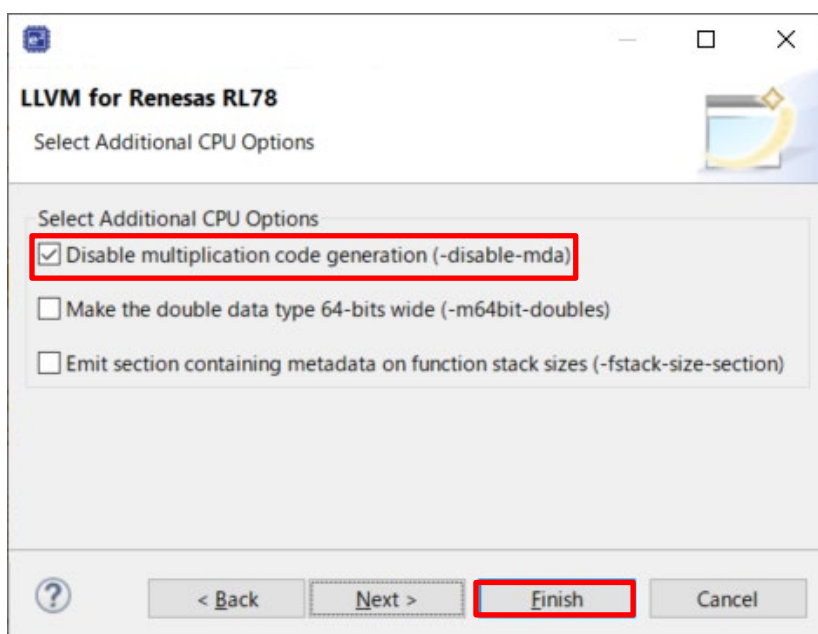 LLVM for Renesas RL78
Select Additional CPU Options
Select Additional CPU Options
Disable multiplication code generation (-disable-mda)
Make the double data type 64-bits wide (-m64bit-doubles)
Emit section containing metadata on function stack sizes (-fstack-size-section)
? < Back Next > Finish Cancel